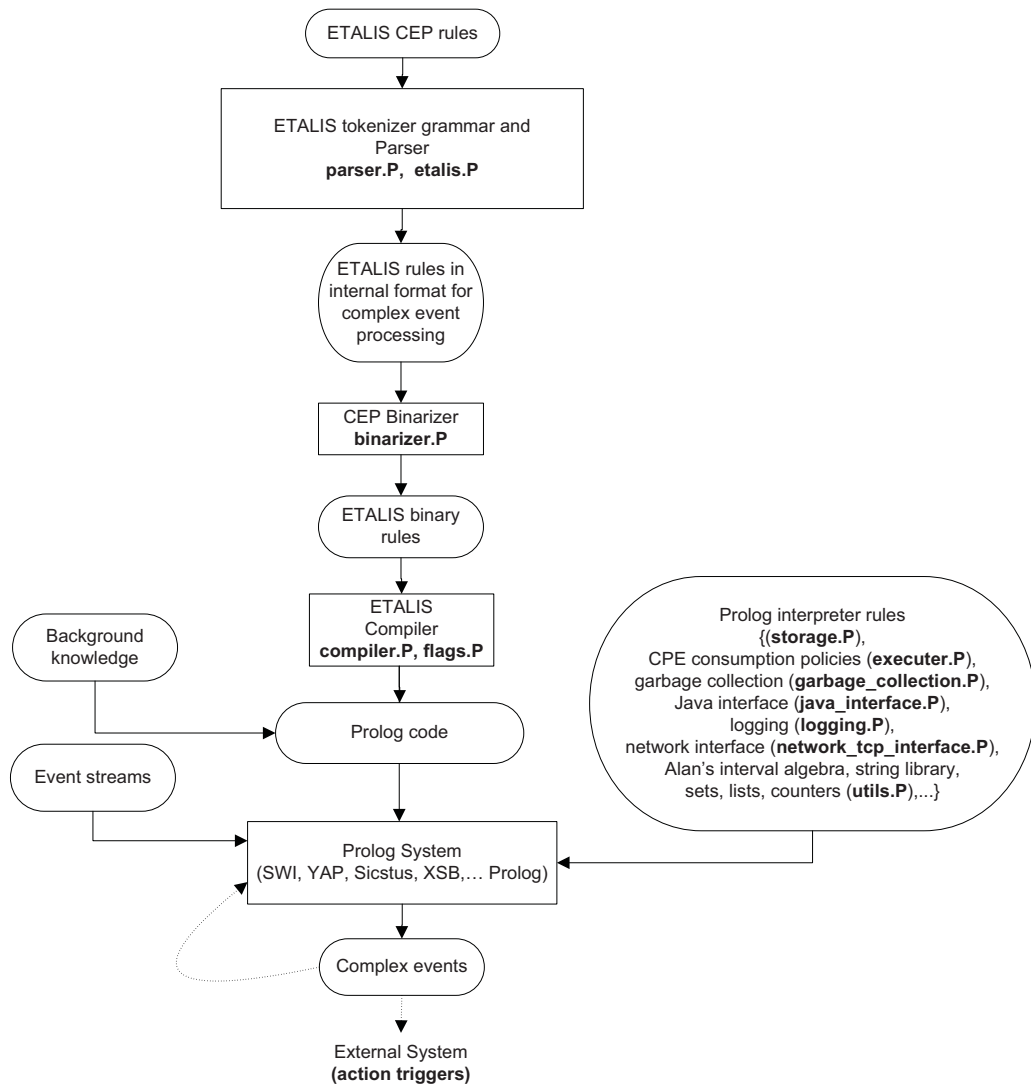 ETALIS CEP rules
ETALIS tokenizer grammar and
Parser
parser.P, etalis.P
ETALIS rules in
internal format for
complex event
processing
CEP Binarizer
binarizer.P
ETALIS binary
rules
ETALIS
Compiler
compiler.P, flags.P
Background
knowledge
Prolog code
Event streams
Prolog interpreter rules
{(storage.P),
CPE consumption policies (executer.P),
garbage collection (garbage_collection.P),
Java interface (java_interface.P),
logging (logging.P),
network interface (network_tcp_interface.P),
Alan's interval algebra, string library,
sets, lists, counters (utils.P),...}
Prolog System
(SWI, YAP, Sicstus, XSB,... Prolog)
Complex events
External System
(action triggers)